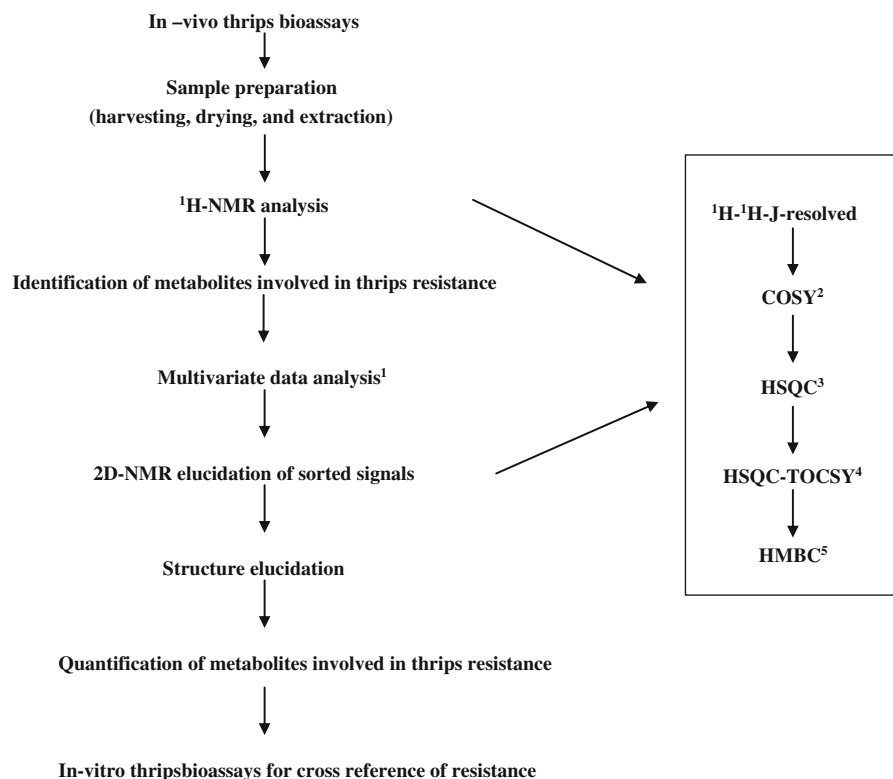 In –vivo thrips bioassays
Sample preparation
(harvesting, drying, and extraction)
¹H-NMR analysis
Identification of metabolites involved in thrips resistance
Multivariate data analysis¹
2D-NMR elucidation of sorted signals
Structure elucidation
Quantification of metabolites involved in thrips resistance
In-vitro thripsbioassays for cross reference of resistance
¹H-¹H-J-resolved
COSY²
HSQC³
HSQC-TOCSY⁴
HMBC⁵